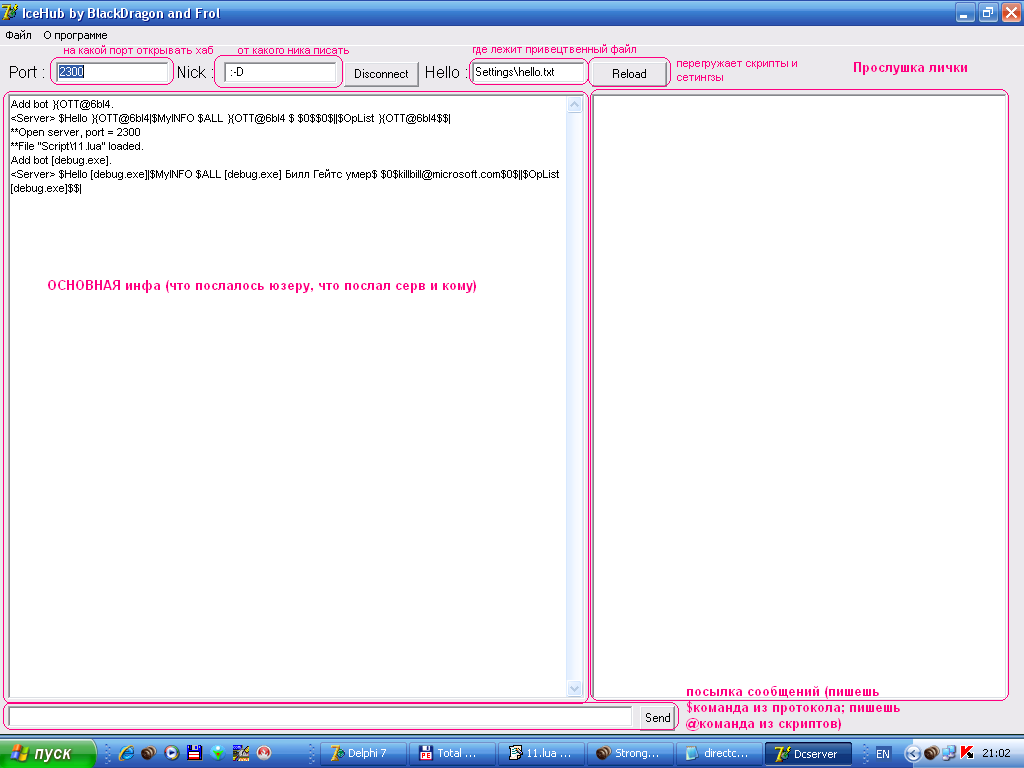 IceHub by BlackDragon and Frol
Файл О программе
на какой порт открывать хаб от какого ника писать где лежит привецтвенный файл
Port : 2300 Nick : :-D Disconnect Hello : Settings\hello.txt Reload
перегружает скрипты и
сетингзы
Прослушка лички
Add bot }{OTT@6bl4.
<Server> $Hello }{OTT@6bl4|$MyINFO $ALL }{OTT@6bl4 $ $0$$0$||$OpList }{OTT@6bl4$$|
**Open server, port = 2300
**File "Script\11.lua" loaded.
Add bot [debug.exe].
<Server> $Hello [debug.exe]|$MyINFO $ALL [debug.exe] Билл Гейтс умер$ $0$killbill@microsoft.com$0$||$OpList
[debug.exe]$$|
ОСНОВНАЯ инфа (что послалось юзеру, что послал серв и кому)
посылка сообщений (пишешь
$команда из протокола; пишешь
@команда из скриптов)
Send
пуск Delphi 7 Total ... 11.lua ... Strong... directc... Dcserver EN 21:02